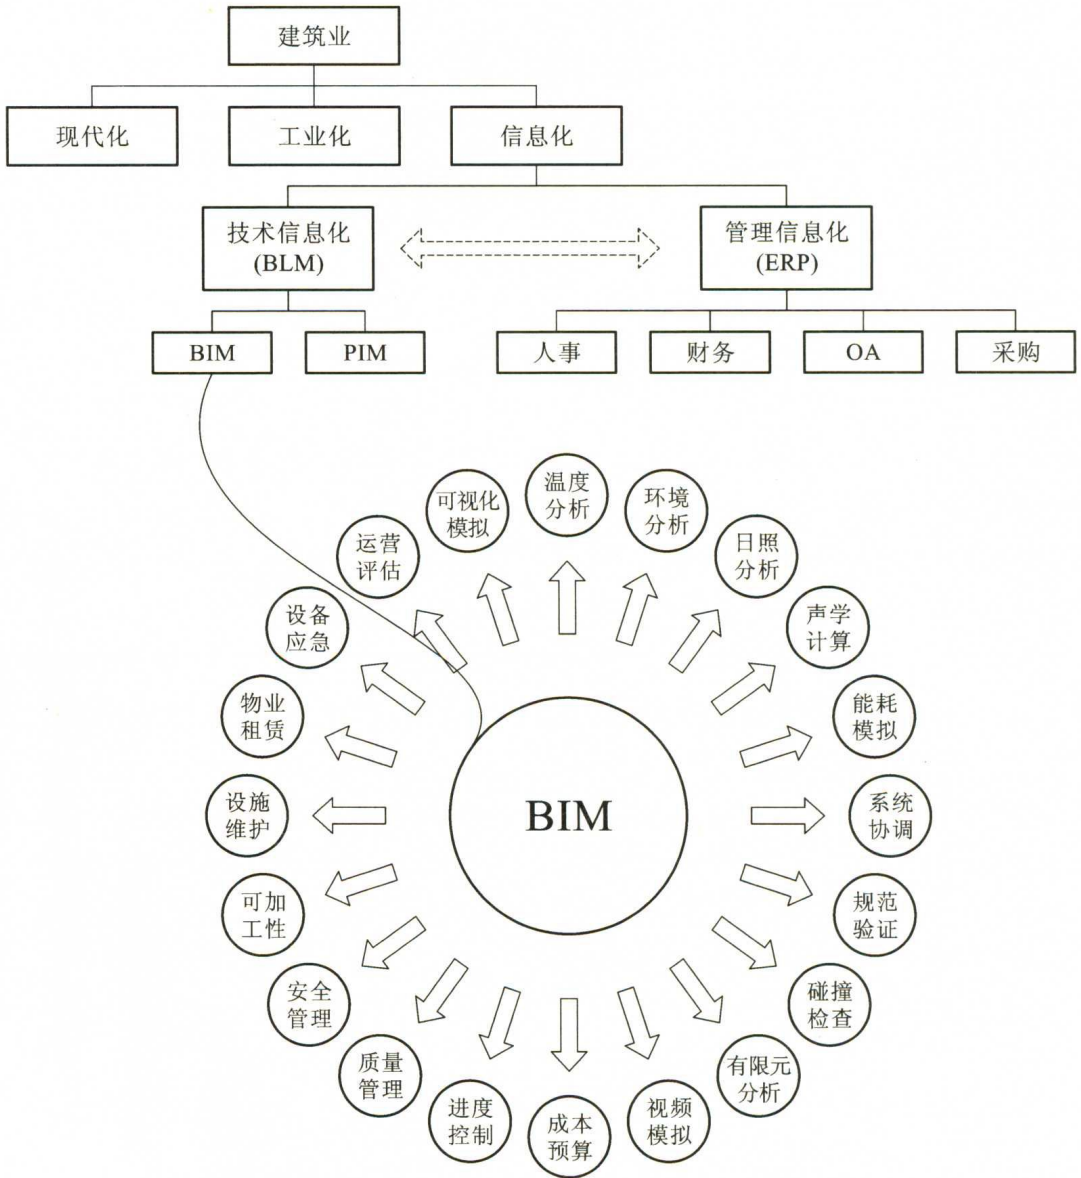 建筑业
现代化
工业化
信息化
技术信息化
(BLM)
管理信息化
(ERP)
BIM
PIM
人事
财务
OA
采购
温度
分析
环境
分析
日照
分析
声学
计算
能耗
模拟
系统
协调
规范
验证
碰撞
检查
有限元
分析
视频
模拟
成本
预算
进度
控制
质量
管理
安全
管理
可加
工性
设施
维护
物业
租赁
设备
应急
运营
评估
可视化
模拟
BIM